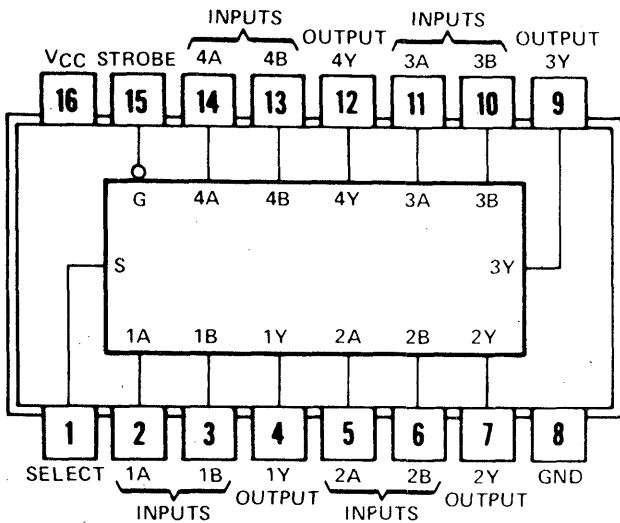 INPUTS INPUTS
VCC STROBE 4A 4B OUTPUT 4Y 3A 3B OUTPUT 3Y
16 15 14 13 12 11 10 9
G 4A 4B 4Y 3A 3B
S 3Y
1A 1B 1Y 2A 2B 2Y
1 2 3 4 5 6 7 8
SELECT 1A 1B 1Y 2A 2B 2Y GND
OUTPUT OUTPUT
INPUTS INPUTS